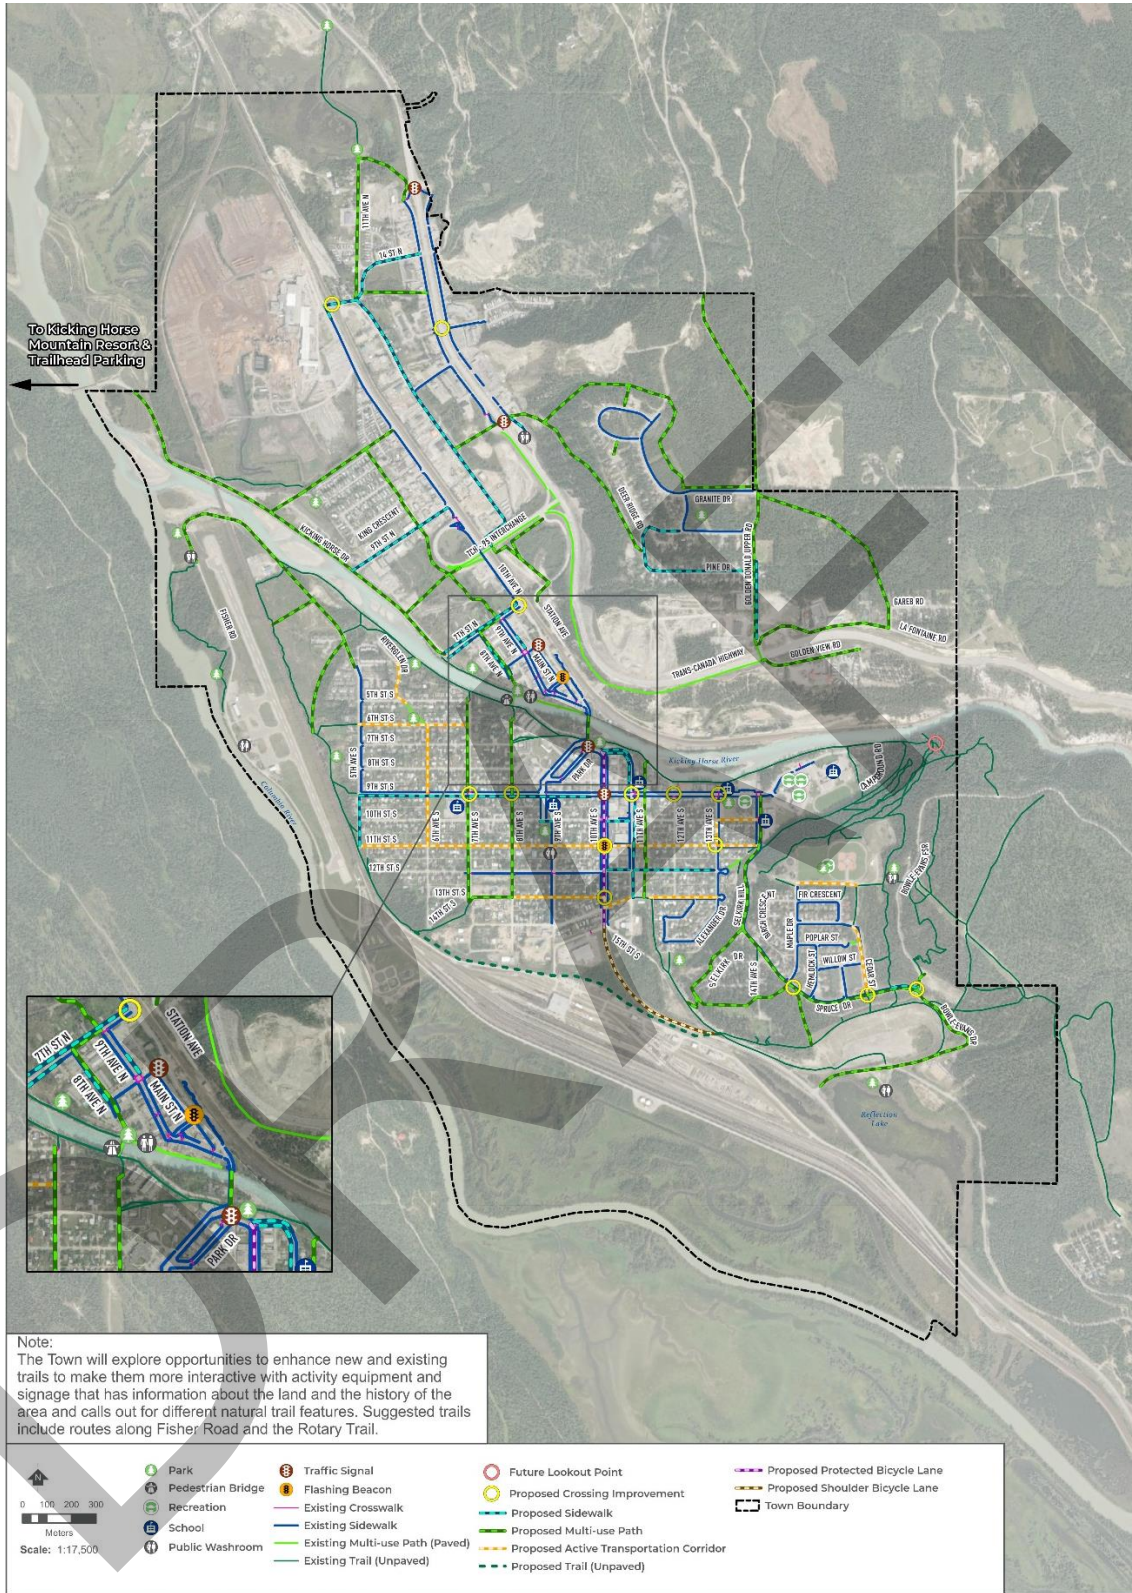 11TH AVE N
14 ST N
To Kicking Horse
Mountain Resort &
Trailhead Parking
DEER RIDGE RD
GRANITE DR
KING CRESCENT
9TH ST N
KICKING HORSE DR
TCH - 95 INTERCHANGE
10TH AVE N
PINE DR
GOLDEN DONALD UPPER RD
GAREB RD
LA FONTAINE RD
FISHER RD
7TH ST N
9TH AVE N
STATION AVE
MAIN ST N
8TH AVE N
RIVERGLEN DR
TRANS-CANADA HIGHWAY
GOLDEN VIEW RD
5TH ST S
6TH ST S
7TH ST S
8TH ST S
9TH ST S
10TH ST S
11TH ST S
12TH ST S
13TH ST S
14TH ST S
15TH ST S
5TH AVE S
6TH AVE S
7TH AVE S
8TH AVE S
9TH AVE S
10TH AVE S
11TH AVE S
12TH AVE S
13TH AVE S
PARK DR
Kicking Horse River
Columbia River
CAMPGROUND RD
BOWLE-EVANS FSR
FIR CRESCENT
SELKIRK HILL
BIRCH CRESCENT
MAPLE DR
ALEXANDER DR
POPLAR ST
WILLOW ST
HEMLOCK ST
CEDAR ST
SELKIRK DR
14TH AVE S
SPRUCE DR
BOWLE-EVANS DR
Reflection
Lake
STATION AVE
7TH ST N
9TH AVE N
8TH AVE N
MAIN ST N
PARK DR
DRAFT
Note:
The Town will explore opportunities to enhance new and existing
trails to make them more interactive with activity equipment and
signage that has information about the land and the history of the
area and calls out for different natural trail features. Suggested trails
include routes along Fisher Road and the Rotary Trail.
N
0 100 200 300
Meters
Scale: 1:17,500
Park
Pedestrian Bridge
Recreation
School
Public Washroom
Traffic Signal
Flashing Beacon
Existing Crosswalk
Existing Sidewalk
Existing Multi-use Path (Paved)
Existing Trail (Unpaved)
Future Lookout Point
Proposed Crossing Improvement
Proposed Sidewalk
Proposed Multi-use Path
Proposed Active Transportation Corridor
Proposed Trail (Unpaved)
Proposed Protected Bicycle Lane
Proposed Shoulder Bicycle Lane
Town Boundary